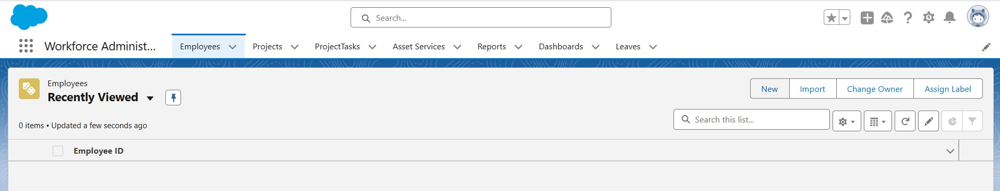 Search...
Workforce Administ...
Employees
Projects
ProjectTasks
Asset Services
Reports
Dashboards
Leaves
Employees
Recently Viewed
New
Import
Change Owner
Assign Label
0 items • Updated a few seconds ago
Search this list...
Employee ID